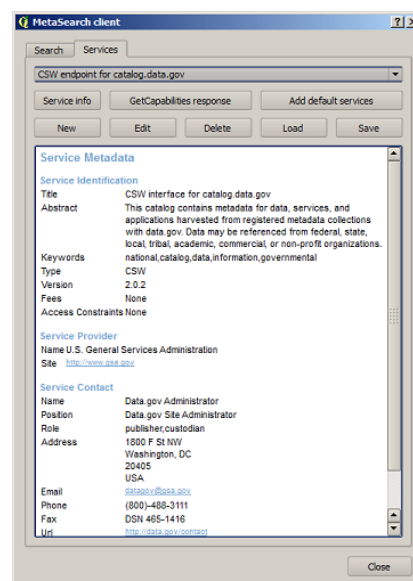 MetaSearch client
Search Services
CSW endpoint for catalog.data.gov
Service info GetCapabilities response Add default services
New Edit Delete Load Save
Service Metadata
Service Identification
Title CSW interface for catalog.data.gov
Abstract This catalog contains metadata for data, services, and
applications harvested from registered metadata collections
with data.gov. Data may be referenced from federal, state,
local, tribal, academic, commercial, or non-profit organizations.
Keywords national,catalog,data,information,governmental
Type CSW
Version 2.0.2
Fees None
Access Constraints None
Service Provider
Name U.S. General Services Administration
Site http://www.gsa.gov
Service Contact
Name Data.gov Administrator
Position Data.gov Site Administrator
Role publisher,custodian
Address 1800 F St NW
Washington, DC
20405
USA
Email datagov@gsa.gov
Phone (800)-488-3111
Fax DSN 465-1416
Url http://data.gov/contact
Close